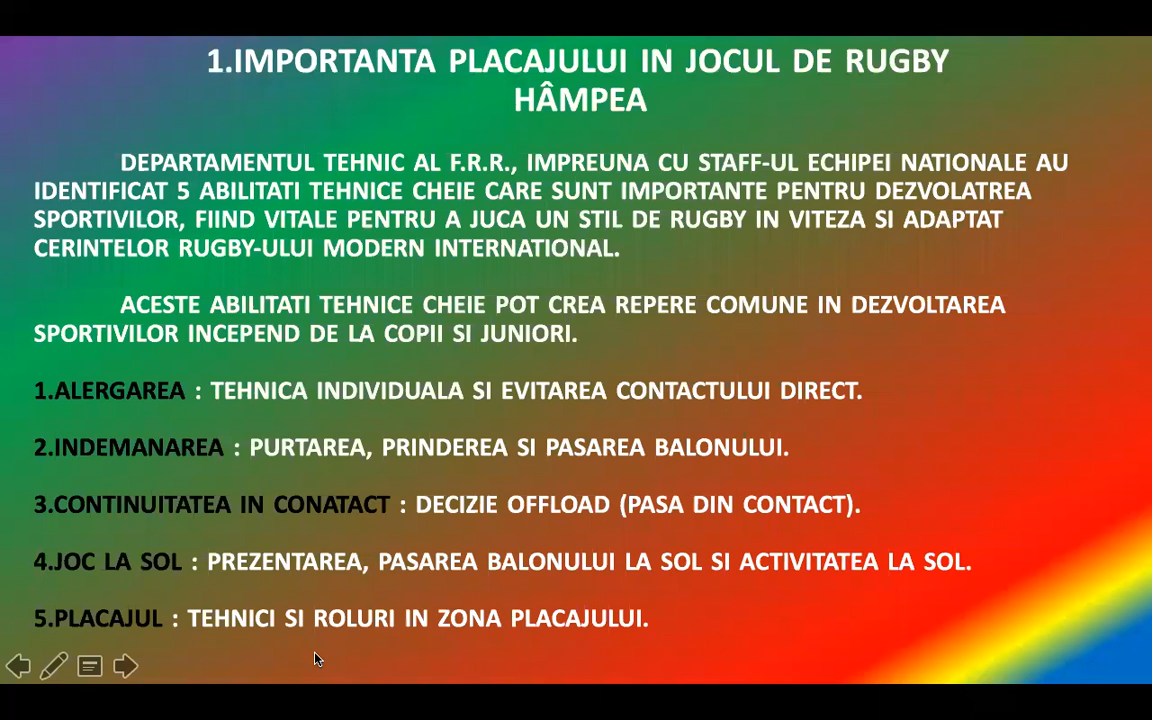 1.IMPORTANTA PLACAJULUI IN JOCUL DE RUGBY
HÂMPEA
DEPARTAMENTUL TEHNIC AL F.R.R., IMPREUNA CU STAFF-UL ECHIPEI NATIONALE AU
IDENTIFICAT 5 ABILITATI TEHNICE CHEIE CARE SUNT IMPORTANTE PENTRU DEZVOLATREA
SPORTIVILOR, FIIND VITALE PENTRU A JUCA UN STIL DE RUGBY IN VITEZA SI ADAPTAT
CERINTELOR RUGBY-ULUI MODERN INTERNATIONAL.
ACESTE ABILITATI TEHNICE CHEIE POT CREA REPERE COMUNE IN DEZVOLTAREA
SPORTIVILOR INCEPEND DE LA COPII SI JUNIORI.
1.ALERGAREA : TEHNICA INDIVIDUALA SI EVITAREA CONTACTULUI DIRECT.
2.INDEMANAREA : PURTAREA, PRINDEREA SI PASAREA BALONULUI.
3.CONTINUITATEA IN CONATACT : DECIZIE OFFLOAD (PASA DIN CONTACT).
4.JOC LA SOL : PREZENTAREA, PASAREA BALONULUI LA SOL SI ACTIVITATEA LA SOL.
5.PLACAJUL : TEHNICI SI ROLURI IN ZONA PLACAJULUI.